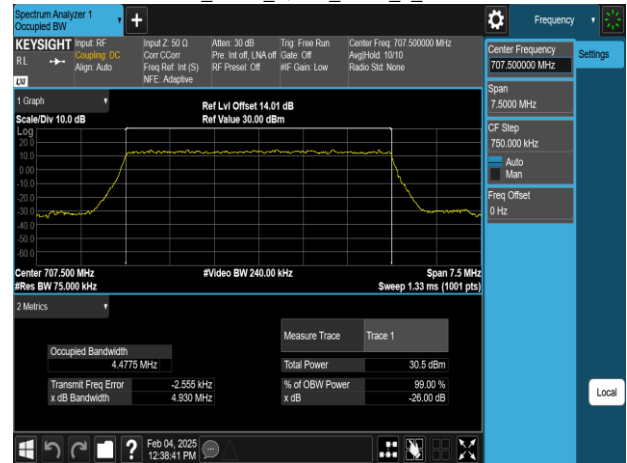 Spectrum Analyzer 1
Occupied BW
Frequency
KEYSIGHT
RL
LXI
Input: RF
Coupling: DC
Align: Auto
Input Z: 50 Ω
Corr CCorr
Freq Ref: Int (S)
NFE: Adaptive
Atten: 30 dB
Pre: Int off, LNA off
RF Presel: Off
Trig: Free Run
Gate: Off
#IF Gain: Low
Center Freq: 707.500000 MHz
Avg|Hold: 10/10
Radio Std: None
Center Frequency
707.500000 MHz
Settings
Span
7.5000 MHz
CF Step
750.000 kHz
Auto
Man
Freq Offset
0 Hz
Local
1 Graph
Scale/Div 10.0 dB
Ref Lvl Offset 14.01 dB
Ref Value 30.00 dBm
Log
20.0
10.0
0.00
-10.0
-20.0
-30.0
-40.0
-50.0
-60.0
Center 707.500 MHz
#Res BW 75.000 kHz
#Video BW 240.00 kHz
Span 7.5 MHz
Sweep 1.33 ms (1001 pts)
2 Metrics
Measure Trace Trace 1
Occupied Bandwidth
4.4775 MHz
Total Power 30.5 dBm
Transmit Freq Error -2.555 kHz
% of OBW Power 99.00 %
x dB Bandwidth 4.930 MHz
x dB -26.00 dB
?
Feb 04, 2025
12:38:41 PM